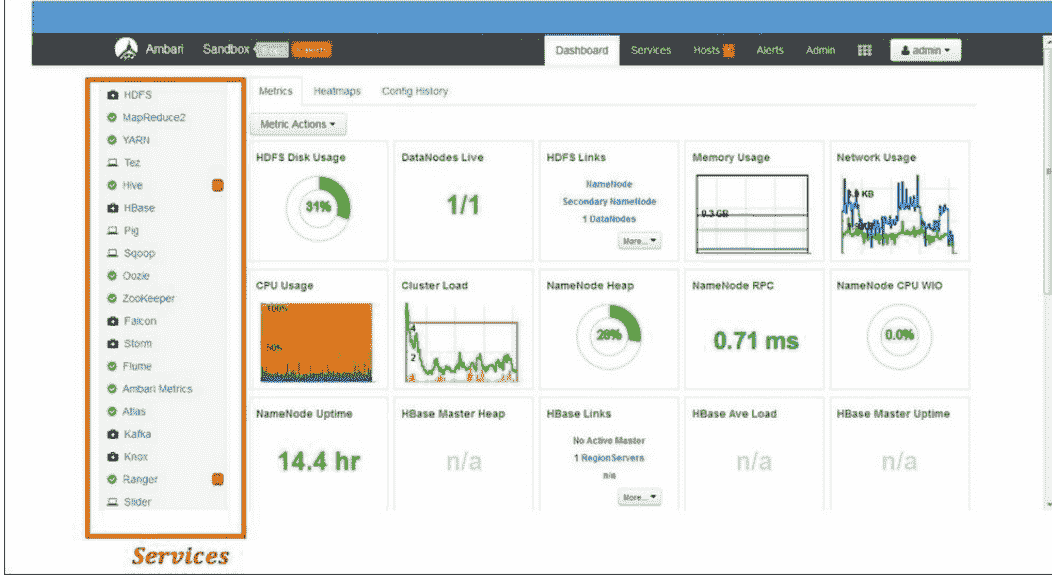 Ambari Sandbox Dashboard Services Hosts Alerts Admin admin
HDFS
MapReduce2
YARN
Tez
Hive
HBase
Pig
Sqoop
Oozie
ZooKeeper
Falcon
Storm
Flume
Ambari Metrics
Atlas
Kafka
Knox
Ranger
Slider
Services
Metrics Heatmaps Config History
Metric Actions
HDFS Disk Usage
31%
DataNodes Live
1/1
HDFS Links
NameNode
Secondary NameNode
1 DataNodes
More...
Memory Usage
9.3 GB
Network Usage
CPU Usage
100%
50%
Cluster Load
4
2
NameNode Heap
28%
NameNode RPC
0.71 ms
NameNode CPU WIO
0.0%
NameNode Uptime
14.4 hr
HBase Master Heap
n/a
HBase Links
No Active Master
1 RegionServers
n/a
More...
HBase Ave Load
n/a
HBase Master Uptime
n/a